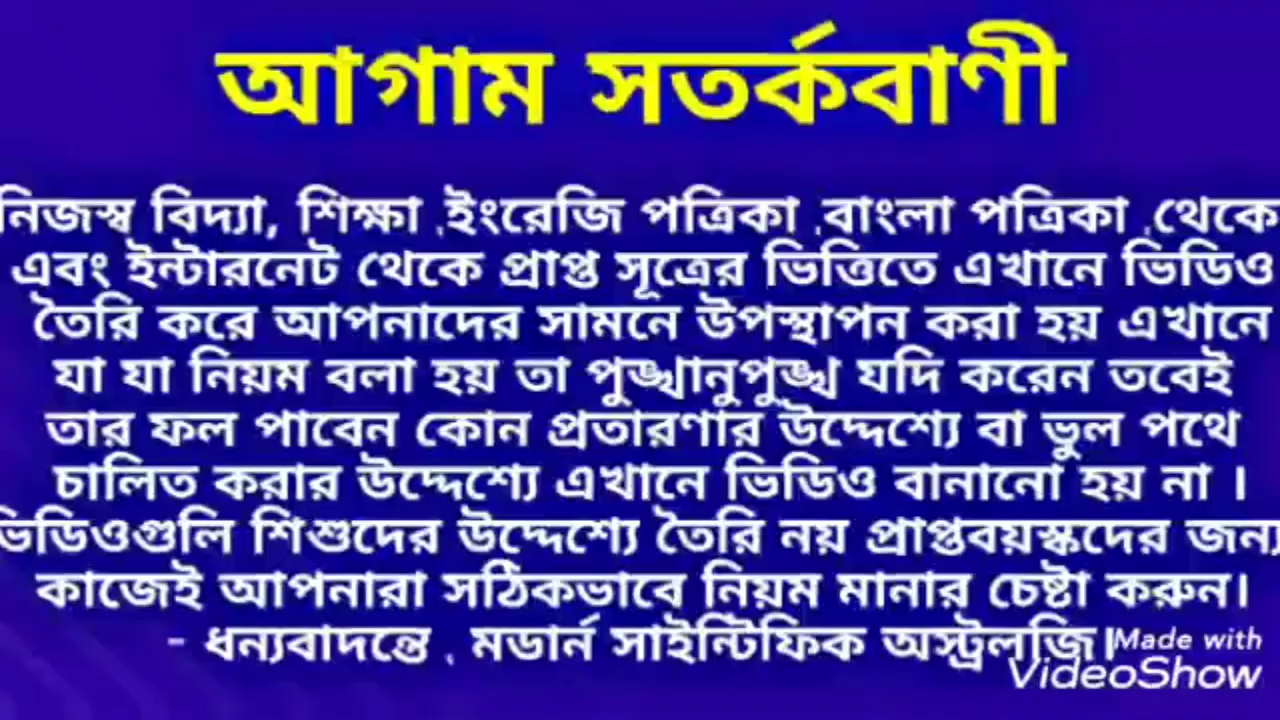 আগাম সতর্কবাণী
নিজস্ব বিদ্যা, শিক্ষা ,ইংরেজি পত্রিকা ,বাংলা পত্রিকা ,থেকে
এবং ইন্টারনেট থেকে প্রাপ্ত সূত্রের ভিত্তিতে এখানে ভিডিও
তৈরি করে আপনাদের সামনে উপস্থাপন করা হয় এখানে
যা যা নিয়ম বলা হয় তা পুঙ্খানুপুঙ্খ যদি করেন তবেই
তার ফল পাবেন কোন প্রতারণার উদ্দেশ্যে বা ভুল পথে
চালিত করার উদ্দেশ্যে এখানে ভিডিও বানানো হয় না ।
ভিডিওগুলি শিশুদের উদ্দেশ্যে তৈরি নয় প্রাপ্তবয়স্কদের জন্য
কাজেই আপনারা সঠিকভাবে নিয়ম মানার চেষ্টা করুন।
- ধন্যবাদন্তে , মডার্ন সাইন্টিফিক অস্ট্রলজি।
Made with
VideoShow